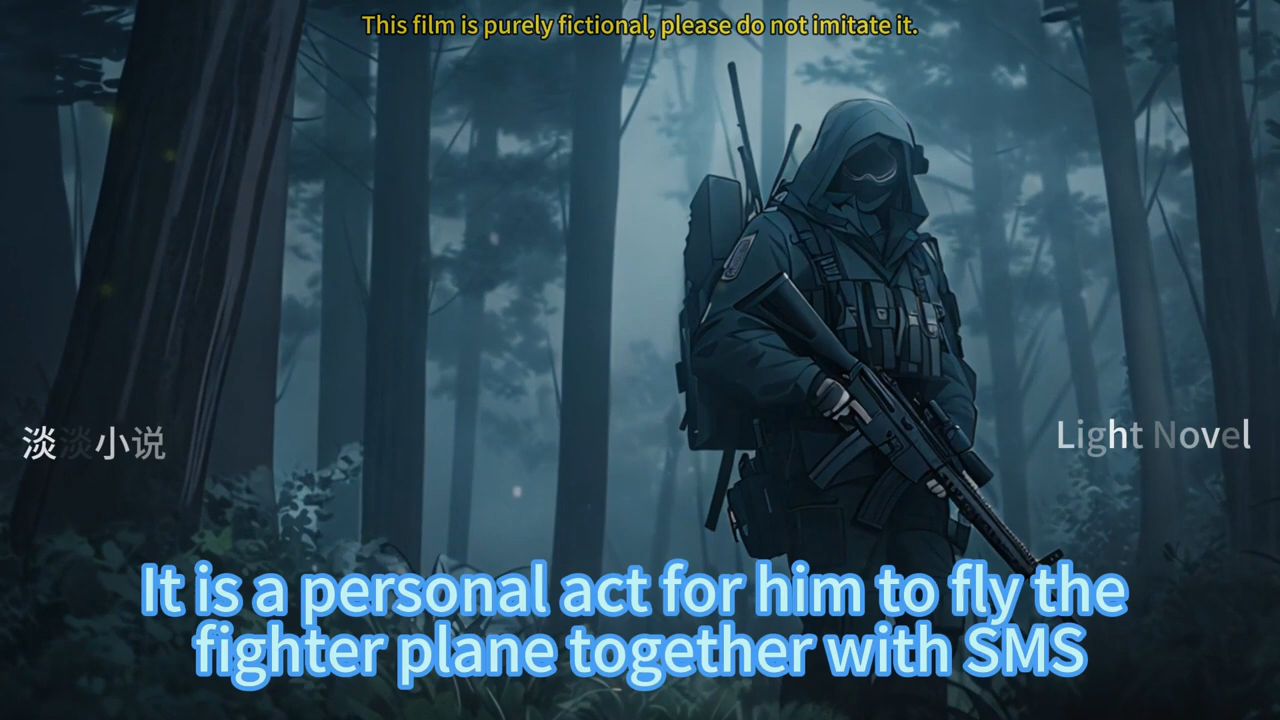 This film is purely fictional, please do not imitate it.
淡淡小说
Light Novel
It is a personal act for him to fly the
fighter plane together with SMS